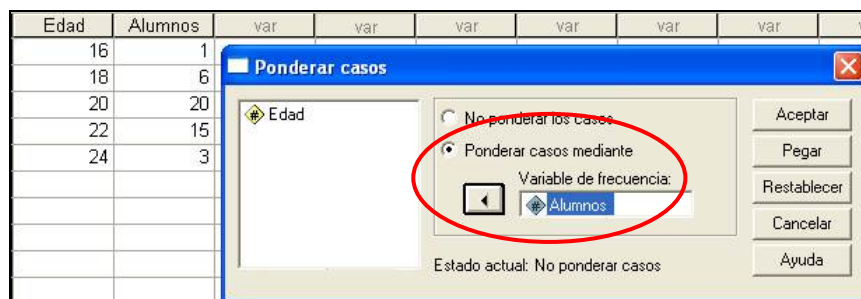 Edad Alumnos var var var var var var
16 1
18 6
20 20
22 15
24 3
Ponderar casos
Edad
No ponderar los casos
Ponderar casos mediante
Variable de frecuencia:
Alumnos
Estado actual: No ponderar casos
Aceptar
Pegar
Restablecer
Cancelar
Ayuda